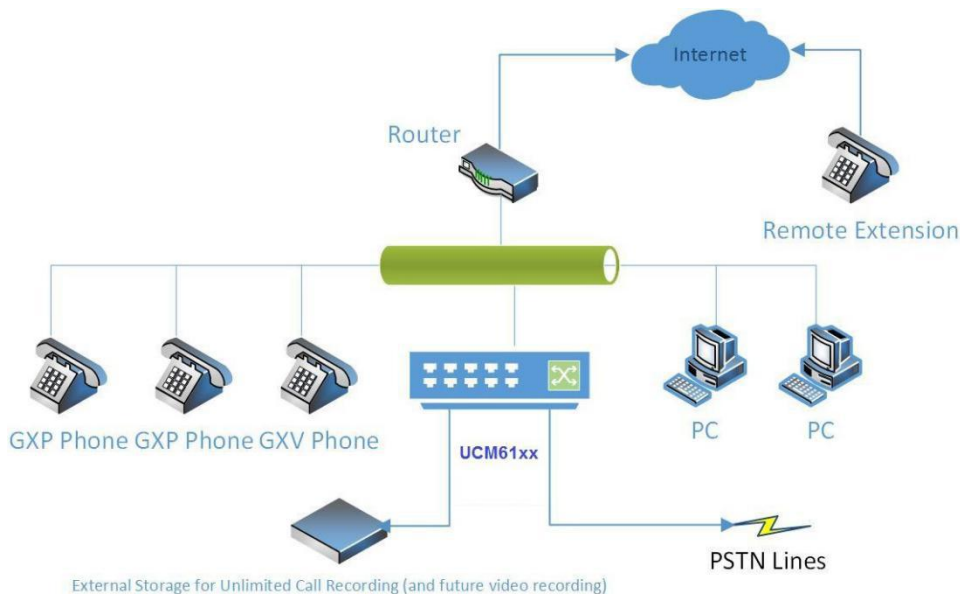 Internet
Router
Remote Extension
GXP Phone GXP Phone GXV Phone
PC
PC
UCM61xx
PSTN Lines
External Storage for Unlimited Call Recording (and future video recording)